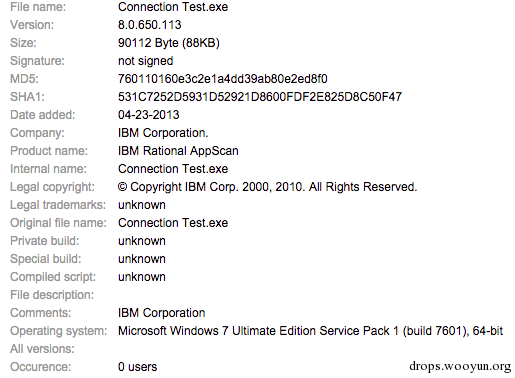 File name: Connection Test.exe
Version: 8.0.650.113
Size: 90112 Byte (88KB)
Signature: not signed
MD5: 760110160e3c2e1a4dd39ab80e2ed8f0
SHA1: 531C7252D5931D52921D8600FDF2E825D8C50F47
Date added: 04-23-2013
Company: IBM Corporation.
Product name: IBM Rational AppScan
Internal name: Connection Test.exe
Legal copyright: © Copyright IBM Corp. 2000, 2010. All Rights Reserved.
Legal trademarks: unknown
Original file name: Connection Test.exe
Private build: unknown
Special build: unknown
Compiled script: unknown
File description:
Comments: IBM Corporation
Operating system: Microsoft Windows 7 Ultimate Edition Service Pack 1 (build 7601), 64-bit
All versions:
Occurence: 0 users
drops.wooyun.org